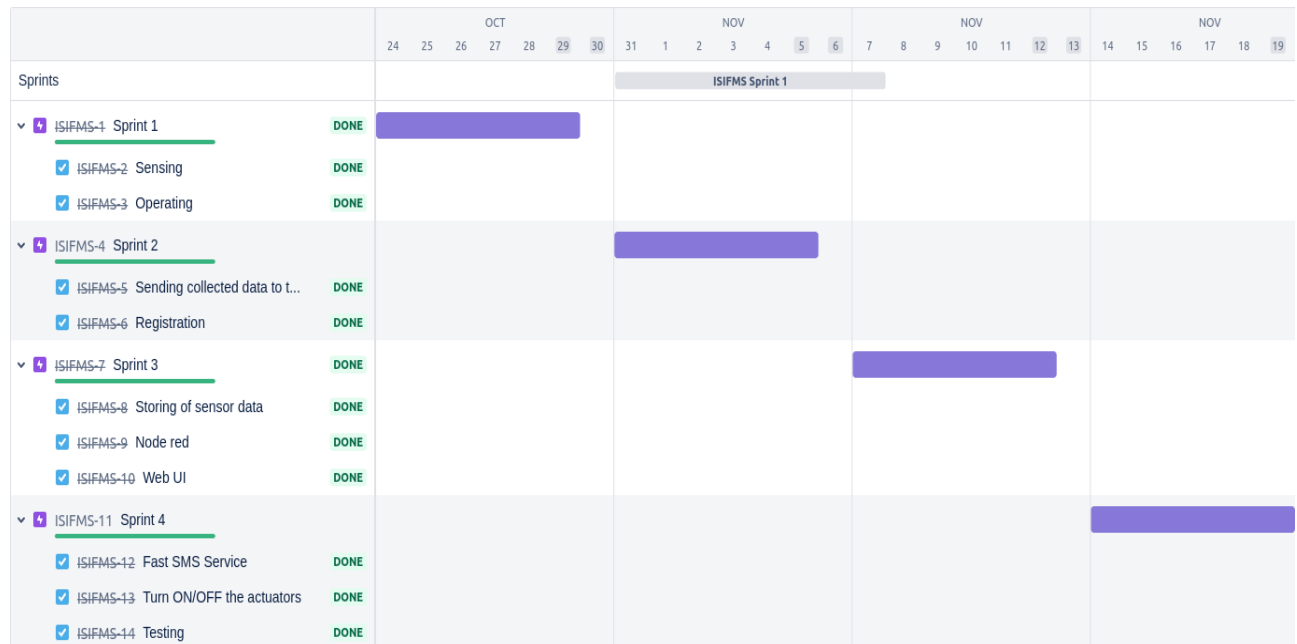 OCT NOV NOV NOV
24 25 26 27 28 29 30 31 1 2 3 4 5 6 7 8 9 10 11 12 13 14 15 16 17 18 19
Sprints ISIFMS Sprint 1
ISIFMS-1 Sprint 1 DONE
ISIFMS-2 Sensing DONE
ISIFMS-3 Operating DONE
ISIFMS-4 Sprint 2
ISIFMS-5 Sending collected data to t... DONE
ISIFMS-6 Registration DONE
ISIFMS-7 Sprint 3 DONE
ISIFMS-8 Storing of sensor data DONE
ISIFMS-9 Node red DONE
ISIFMS-10 Web UI DONE
ISIFMS-11 Sprint 4
ISIFMS-12 Fast SMS Service DONE
ISIFMS-13 Turn ON/OFF the actuators DONE
ISIFMS-14 Testing DONE